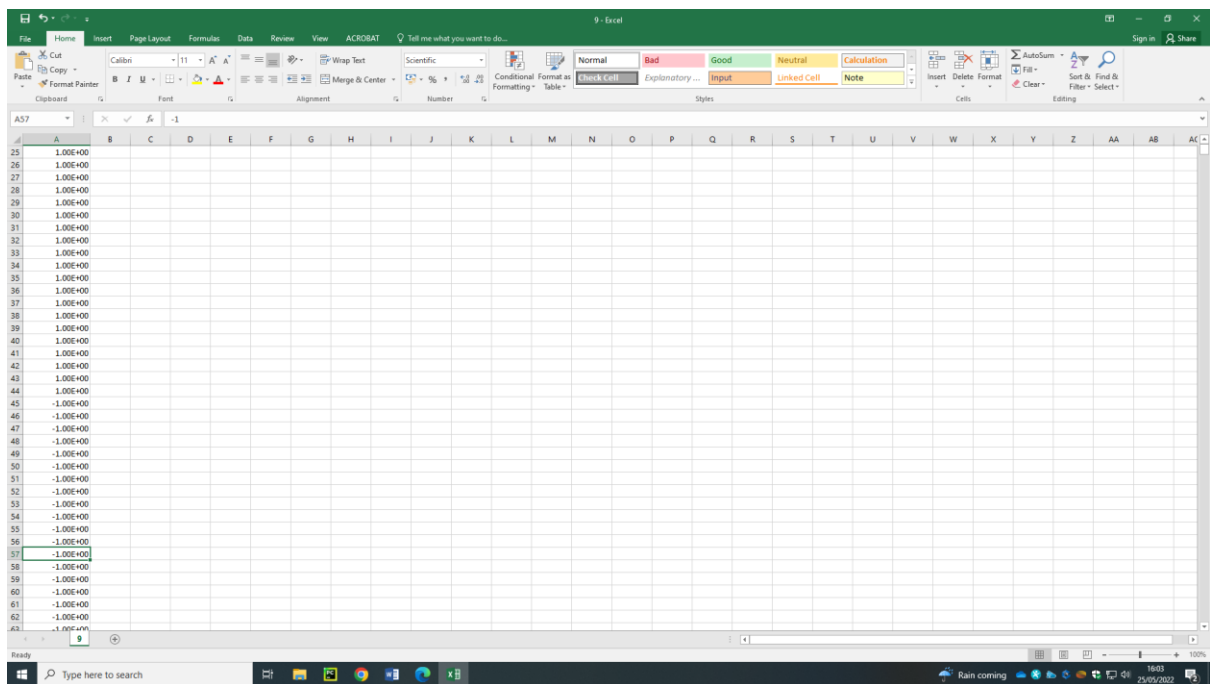 9 - Excel
File Home Insert Page Layout Formulas Data Review View ACROBAT Tell me what you want to do... Sign in Share
Cut Calibri 11 Wrap Text Scientific Normal Bad Good Neutral Calculation AutoSum
Copy Fill
Paste Format Painter B I U Merge & Center % Conditional Formatting Format as Table Check Cell Explanatory ... Input Linked Cell Note Insert Delete Format Clear Sort & Filter Find & Select
Clipboard Font Alignment Number Styles Cells Editing
A57 fx -1
A B C D E F G H I J K L M N O P Q R S T U V W X Y Z AA AB AC
25 1.00E+00
26 1.00E+00
27 1.00E+00
28 1.00E+00
29 1.00E+00
30 1.00E+00
31 1.00E+00
32 1.00E+00
33 1.00E+00
34 1.00E+00
35 1.00E+00
36 1.00E+00
37 1.00E+00
38 1.00E+00
39 1.00E+00
40 1.00E+00
41 1.00E+00
42 1.00E+00
43 1.00E+00
44 1.00E+00
45 -1.00E+00
46 -1.00E+00
47 -1.00E+00
48 -1.00E+00
49 -1.00E+00
50 -1.00E+00
51 -1.00E+00
52 -1.00E+00
53 -1.00E+00
54 -1.00E+00
55 -1.00E+00
56 -1.00E+00
57 -1.00E+00
58 -1.00E+00
59 -1.00E+00
60 -1.00E+00
61 -1.00E+00
62 -1.00E+00
63 -1.00E+00
9
Ready 100%
Type here to search Rain coming 16:03
25/05/2022